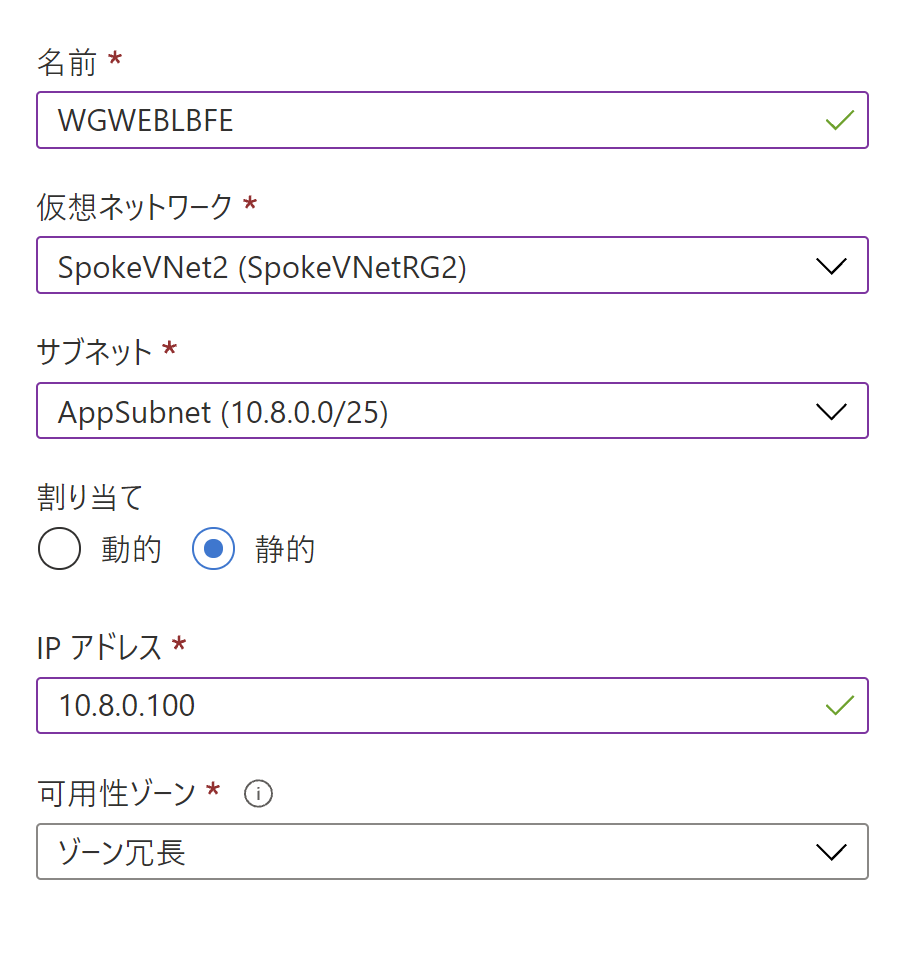 名前 *
WGWEBLBFE
仮想ネットワーク *
SpokeVNet2 (SpokeVNetRG2)
サブネット *
AppSubnet (10.8.0.0/25)
割り当て
動的 静的
IP アドレス *
10.8.0.100
可用性ゾーン *
ゾーン冗長